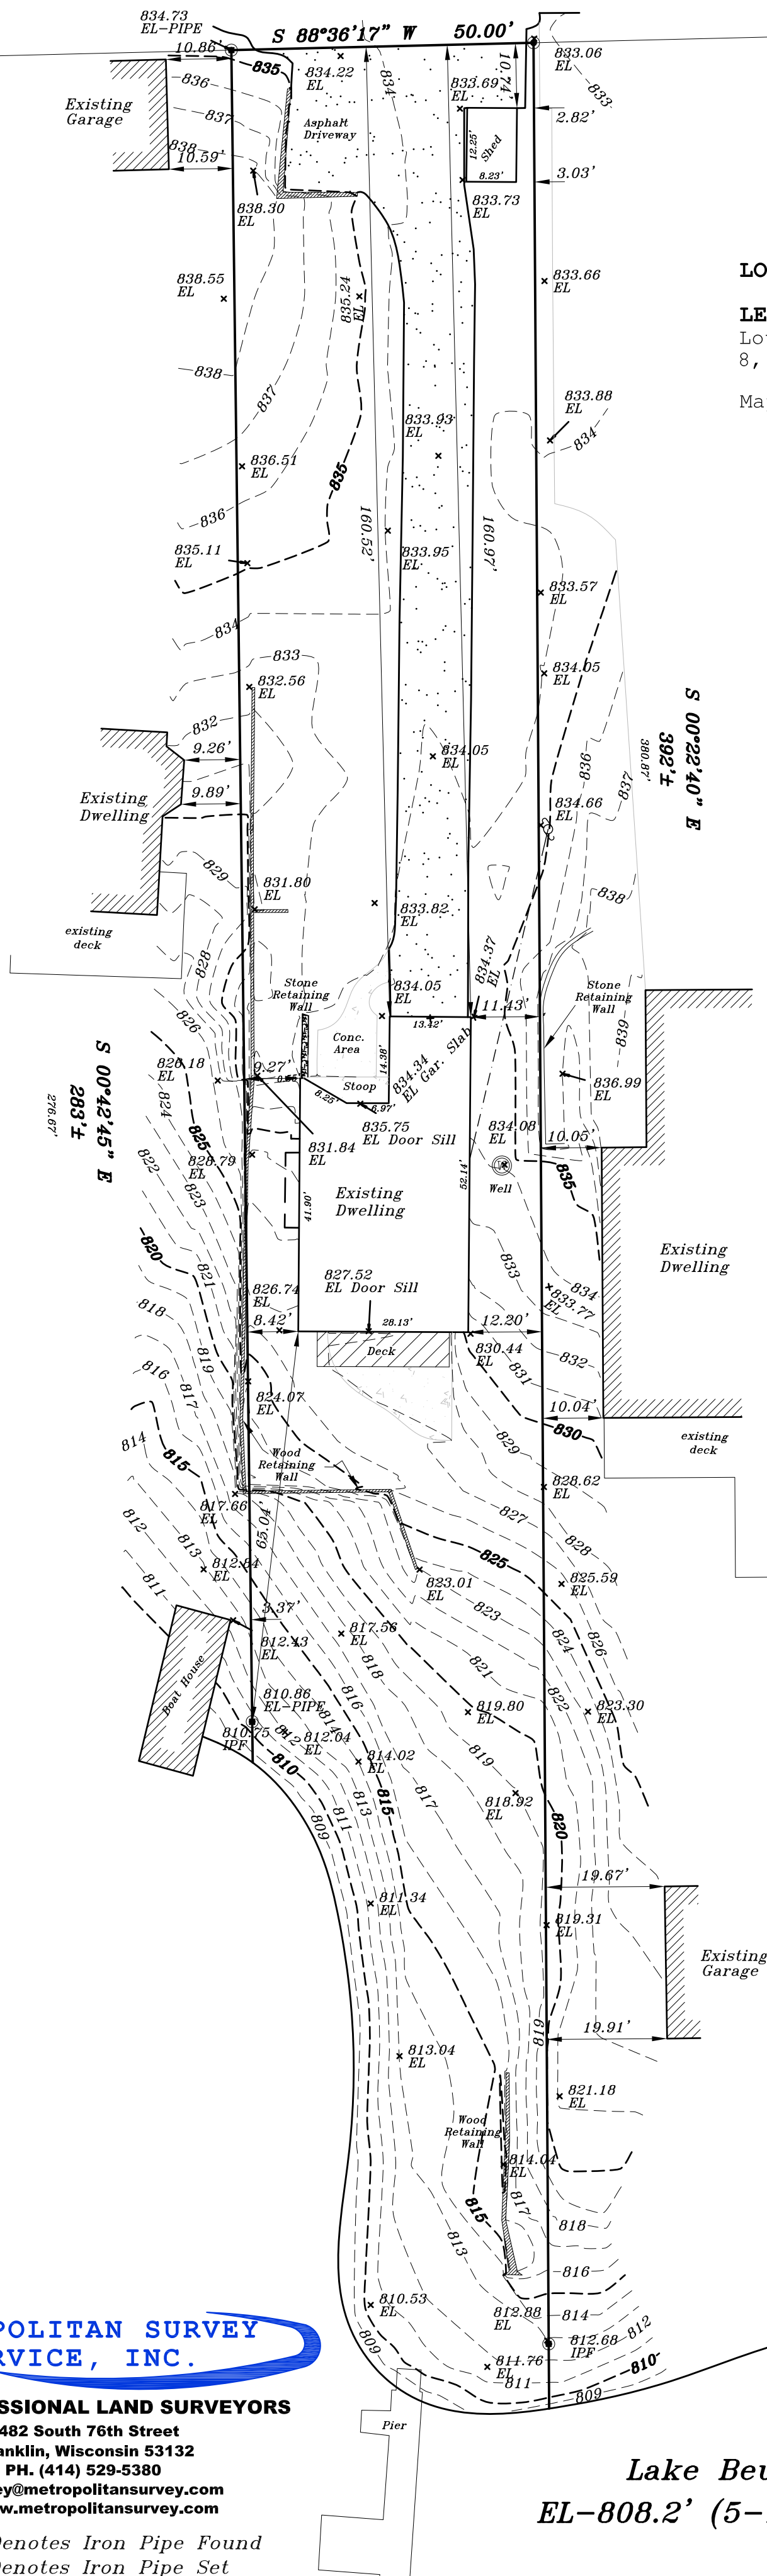 834.73
EL-PIPE
S 88°36'17" W 50.00'
10.86'
835
836
837
838
834.22
EL
834
833.69
EL
10.74'
833.06
EL
833
Existing
Garage
Asphalt
Driveway
12.25'
Shed
8.23'
2.82'
3.03'
10.59'
838.30
EL
833.73
EL
838.55
EL
835.24
EL
833.66
EL
LO
LE
Lo
8,
Ma
838
837
833.88
EL
834
833.93
EL
836.51
EL
835
836
160.52'
160.97'
835.11
EL
833.95
EL
833.57
EL
834
833
832.56
EL
834.05
EL
832
9.26'
9.89'
Existing
Dwelling
834.05
EL
836
837
S 00°22'40" E
392'±
380.87'
834.66
EL
829
831.80
EL
833.82
EL
838
existing
deck
828
834.37
EL
Stone
Retaining
Wall
834.05
EL
11.43'
13.42'
Stone
Retaining
Wall
839
826
Conc.
Area
14.38'
834.34
EL Gar. Slab
826.18
EL
9.27'
Stoop
8.25'
6.97'
836.99
EL
S 00°42'45" E
283'±
276.67'
824
825
822
823
828.79
EL
831.84
EL
835.75
EL Door Sill
834.08
EL
10.05'
835
Well
41.90'
52.14'
Existing
Dwelling
Existing
Dwelling
820
821
833
834
833.77
EL
818
819
826.74
EL
827.52
EL Door Sill
8.42'
28.13'
12.20'
Deck
830.44
EL
832
831
816
817
824.07
EL
10.04'
830
814
815
829
existing
deck
Wood
Retaining
Wall
817.66
EL
828.62
EL
827
828
812
813
65.04'
825
812.84
EL
811
823.01
EL
825.59
EL
823
824
826
3.37'
812.43
EL
817.56
EL
818
821
822
Boat House
816
810.86
EL-PIPE
819.80
EL
823.30
EL
810.75
IPF
812
814
812.04
EL
814.02
EL
819
810
818.92
EL
809
811
813
815
817
820
19.67'
811.34
EL
819.31
EL
Existing
Garage
819
19.91'
813.04
EL
821.18
EL
Wood
Retaining
Wall
814.04
EL
815
817
818
813
816
810.53
EL
812.88
EL
814
812
809
812.68
IPF
811.76
EL
811
810
809
POLITAN SURVEY
RVICE, INC.
SSIONAL LAND SURVEYORS
482 South 76th Street
anklin, Wisconsin 53132
PH. (414) 529-5380
ey@metropolitansurvey.com
w.metropolitansurvey.com
Denotes Iron Pipe Found
Denotes Iron Pipe Set
Pier
Lake Beu
EL-808.2' (5-